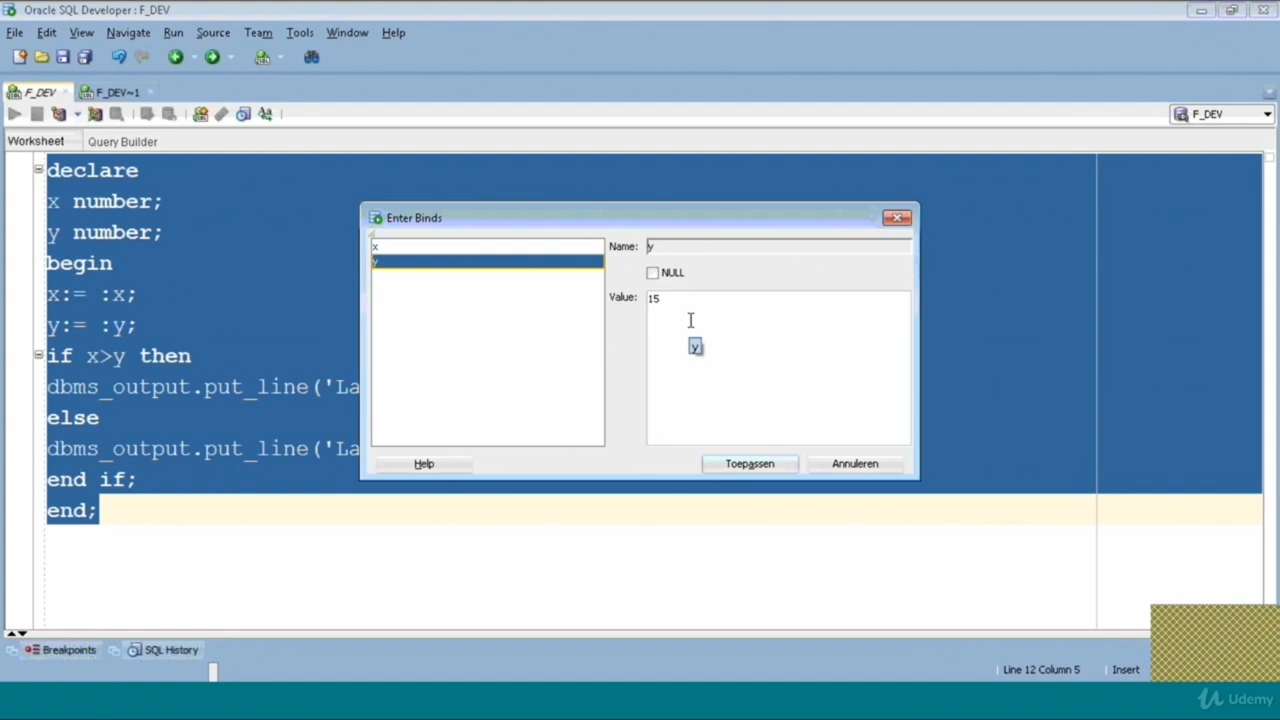 Oracle SQL Developer : F_DEV
File Edit View Navigate Run Source Team Tools Window Help
F_DEV F_DEV~1
F_DEV
Worksheet Query Builder
declare
x number;
y number;
begin
x:= :x;
y:= :y;
if x>y then
dbms_output.put_line('La
else
dbms_output.put_line('La
end if;
end;
Enter Binds
x
y
Name: y
NULL
Value: 15
y
Help Toepassen Annuleren
Breakpoints SQL History
Line 12 Column 5 Insert
Udemy